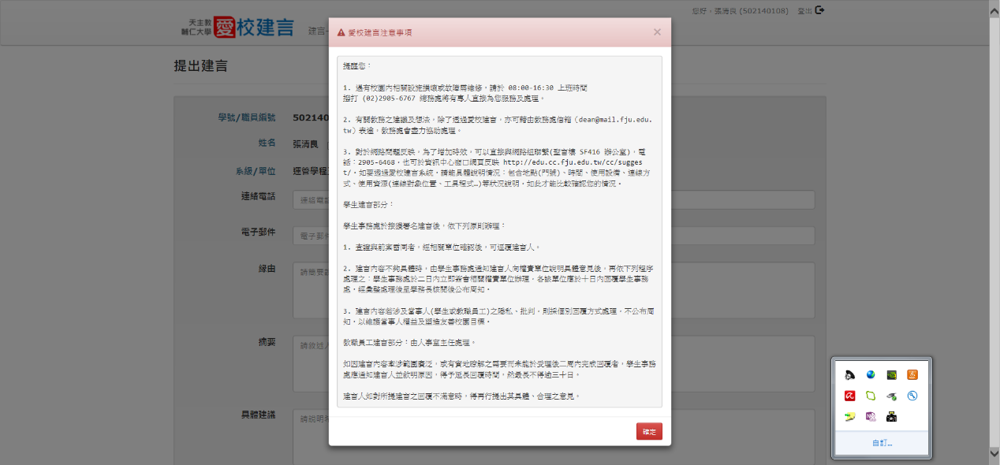 您好，張清良 (502140108) 登出
天主教
輔仁大學
愛校建言
建言
提出建言
學號/職員編號 502140
姓名 張清良
系級/單位 運管學程
連絡電話 連絡電話
電子郵件 電子郵件
緣由 請簡要
摘要 請敘述
具體建議 請說明
愛校建言注意事項 ×
提醒您：
1. 遇有校園內相關設施損壞或故障需維修，請於 08:00-16:30 上班時間
撥打 (02)2905-6767 總務處將有專人直接為您服務及處理。
2. 有關教務之建議及想法，除了透過愛校建言，亦可藉由教務處信箱（dean@mail.fju.edu.
tw）表達，教務處會盡力協助處理。
3. 對於網路問題反映，為了增加時效，可以直接與網路組聯繫(聖言樓 SF416 辦公室)，電
話：2905-6468，也可於資訊中心窗口網頁反映 http://edu.cc.fju.edu.tw/cc/sugges
t/。如要透過愛校建言系統，請能具體說明情況：包含地點(門號)、時間、使用設備、連線方
式、使用資源(連線對象位置、工具程式…)等狀況說明，如此才能比較確認您的情況。
學生建言部分：
學生事務處於接獲署名建言後，依下列原則辦理：
1. 查證與前案雷同者，經相關單位確認後，可逕覆建言人。
2. 建言內容不夠具體時，由學生事務處通知建言人向權責單位說明具體意見後，再依下列程序
處理之：學生事務處於二日內立即簽會相關權責單位辦理，各該單位應於十日內回覆學生事務
處，經彙整處理後呈學務長核閱後公布周知。
3. 建言內容若涉及當事人(學生或教職員工)之隱私、批判，則採個別回覆方式處理，不公布周
知，以維護當事人權益及塑造友善校園目標。
教職員工建言部分：由人事室主任處理。
如因建言內容牽涉範圍廣泛，或有實地瞭解之需要而未能於受理後二周內完成回覆者，學生事務
處應通知建言人並敘明原因，得予延長回覆時間，然最長不得逾三十日。
建言人如對所提建言之回覆不滿意時，得再行提出其具體、合理之意見。
確定
自訂...